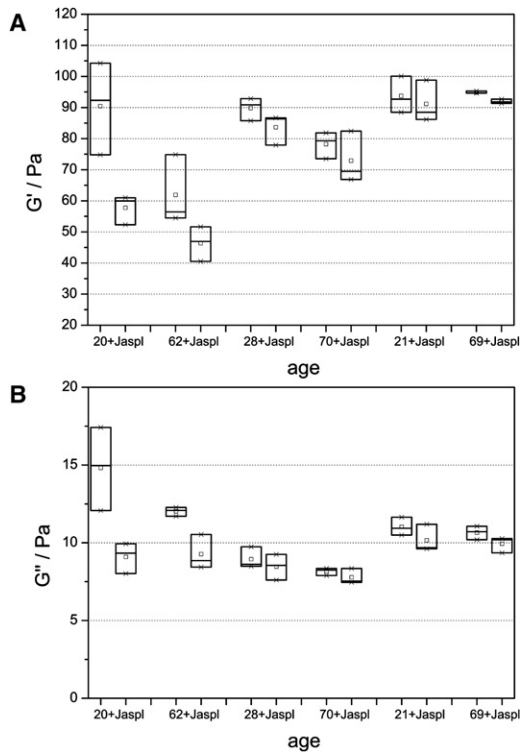 A
120
110
100
90
80
70
60
50
40
30
20
G' / Pa
20+Jaspl 62+Jaspl 28+Jaspl 70+Jaspl 21+Jaspl 69+Jaspl
age
B
20
15
10
5
0
G'' / Pa
20+Jaspl 62+Jaspl 28+Jaspl 70+Jaspl 21+Jaspl 69+Jaspl
age